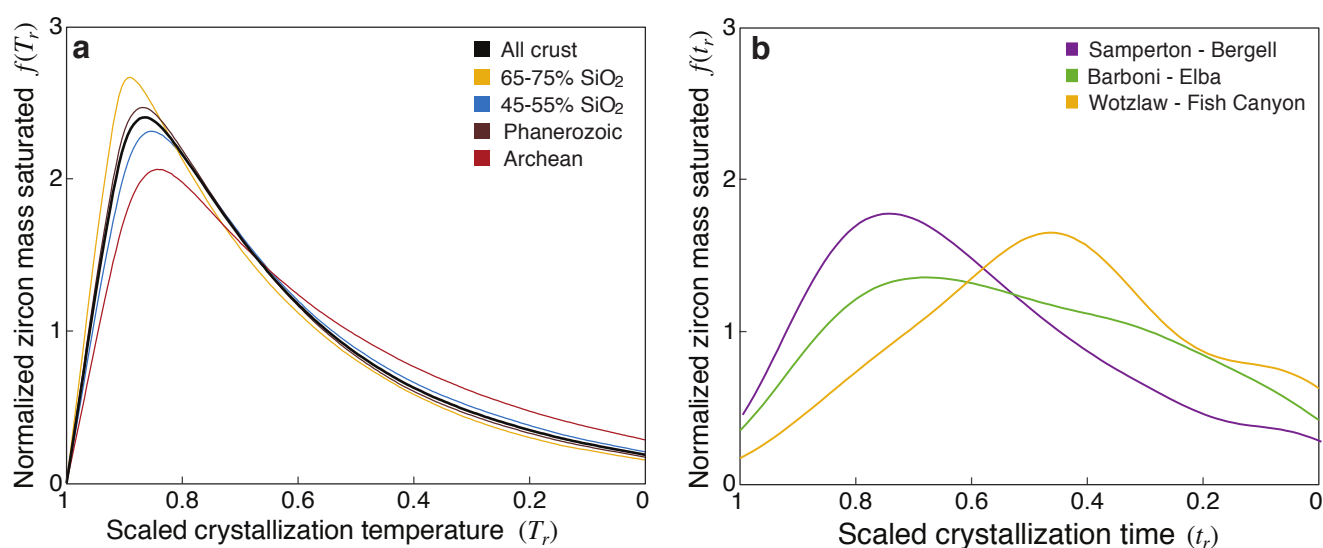 a
All crust
65-75% SiO₂
45-55% SiO₂
Phanerozoic
Archean
Normalized zircon mass saturated f(Tᵣ)
3
2
1
0
1 0.8 0.6 0.4 0.2 0
Scaled crystallization temperature (Tᵣ)
b
Samperton - Bergell
Barboni - Elba
Wotzlaw - Fish Canyon
Normalized zircon mass saturated f(tᵣ)
3
2
1
0
1 0.8 0.6 0.4 0.2 0
Scaled crystallization time (tᵣ)